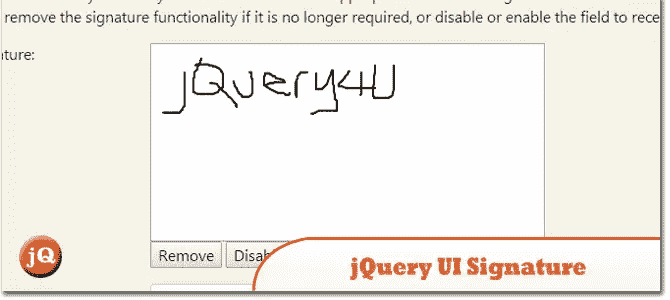 remove the signature functionality if it is no longer required, or disable or enable the field to rece
ture:
jQuery4U
Remove
Disab
jQ
jQuery UI Signature